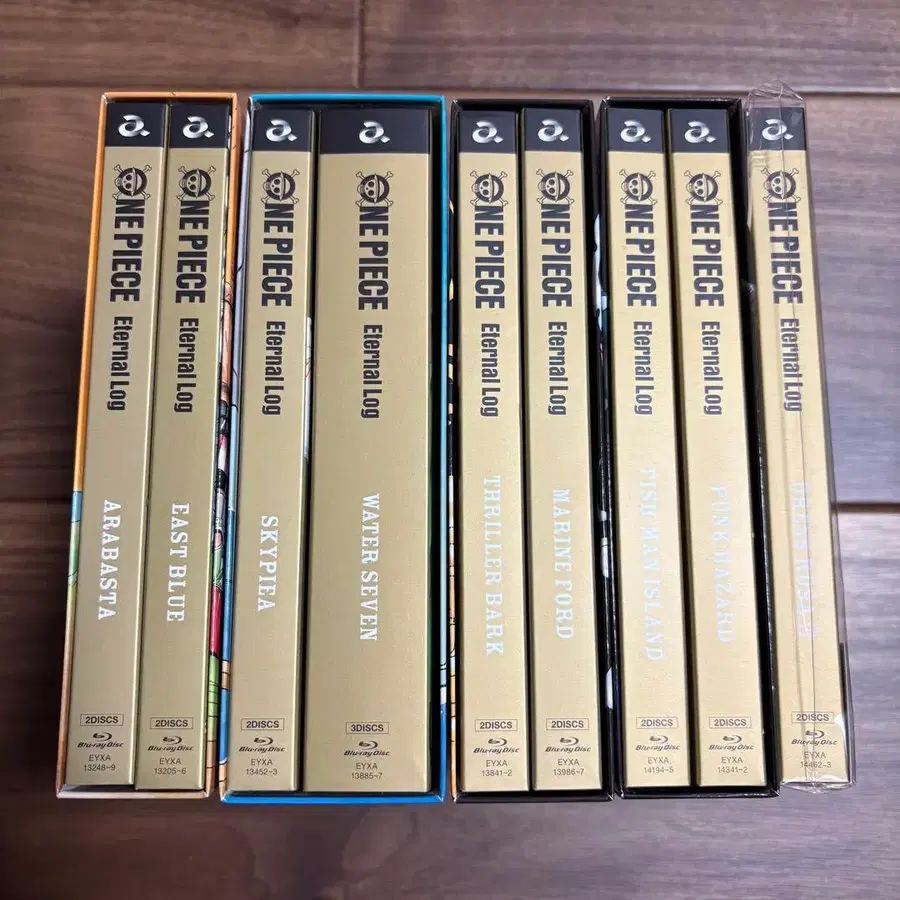 a.
ONE PIECE Eternal Log
ARABASTA
2DISCS
Blu-ray Disc
EYXA
13248-9
a.
ONE PIECE Eternal Log
EAST BLUE
2DISCS
Blu-ray Disc
EYXA
13205-6
a.
ONE PIECE Eternal Log
SKYPIEA
2DISCS
Blu-ray Disc
EYXA
13452-3
a.
ONE PIECE Eternal Log
WATER SEVEN
3DISCS
Blu-ray Disc
EYXA
13885-7
a.
ONE PIECE Eternal Log
THRILLER BARK
2DISCS
Blu-ray Disc
EYXA
13841-2
a.
ONE PIECE Eternal Log
MARINE FORD
2DISCS
Blu-ray Disc
EYXA
13986-7
a.
ONE PIECE Eternal Log
FISHMAN ISLAND
2DISCS
Blu-ray Disc
EYXA
14194-5
a.
ONE PIECE Eternal Log
PUNK HAZARD
2DISCS
Blu-ray Disc
EYXA
14341-2
a.
ONE PIECE Eternal Log
DRESS ROSA
2DISCS
Blu-ray Disc
EYXA
14462-3